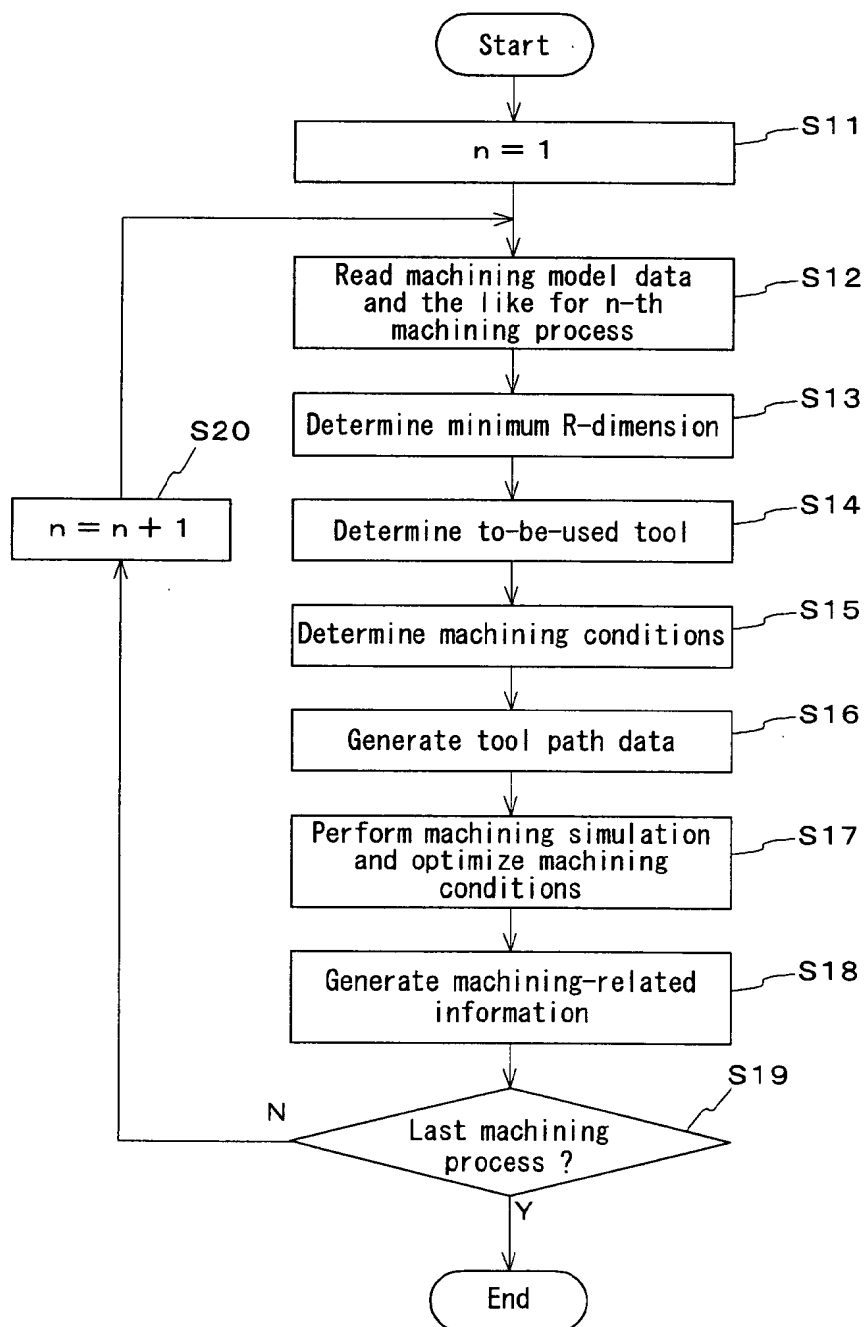 Start
S11
n = 1
S12
Read machining model data
and the like for n-th
machining process
S13
Determine minimum R-dimension
S20
n = n + 1
S14
Determine to-be-used tool
S15
Determine machining conditions
S16
Generate tool path data
S17
Perform machining simulation
and optimize machining
conditions
S18
Generate machining-related
information
S19
N
Last machining
process ?
Y
End